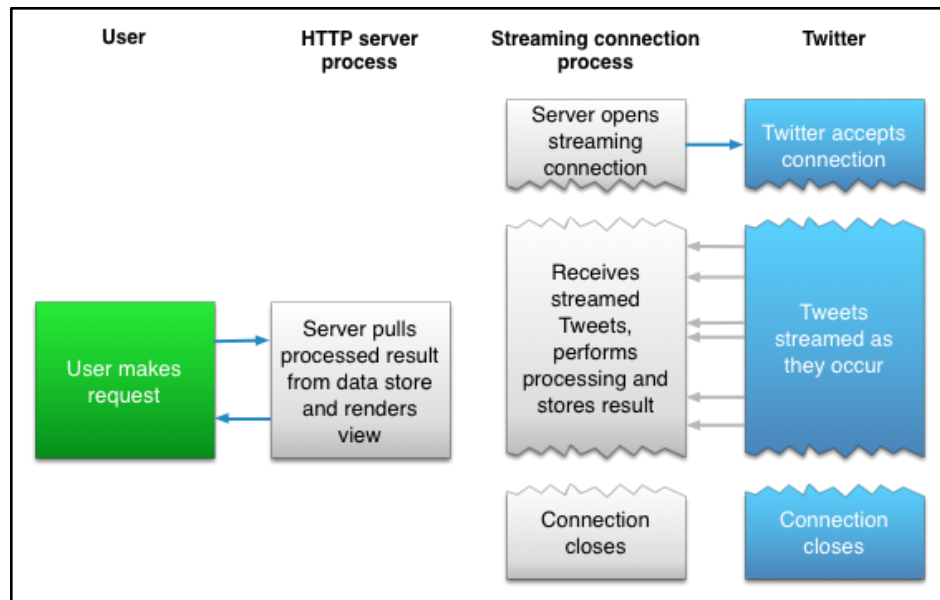 User
HTTP server
process
Streaming connection
process
Twitter
Server opens
streaming
connection
Twitter accepts
connection
User makes
request
Server pulls
processed result
from data store
and renders
view
Receives
streamed
Tweets,
performs
processing and
stores result
Tweets
streamed as
they occur
Connection
closes
Connection
closes